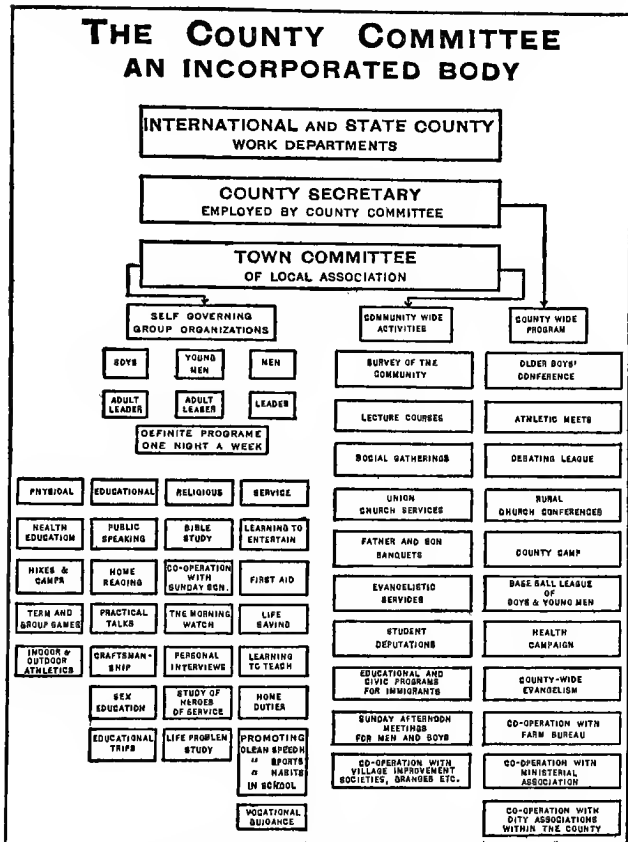 THE COUNTY COMMITTEE
AN INCORPORATED BODY
INTERNATIONAL AND STATE COUNTY
WORK DEPARTMENTS
COUNTY SECRETARY
EMPLOYED BY COUNTY COMMITTEE
TOWN COMMITTEE
OF LOCAL ASSOCIATION
SELF GOVERNING
GROUP ORGANIZATIONS
BOYS
YOUNG
MEN
MEN
ADULT
LEADER
ADULT
LEADER
LEADER
DEFINITE PROGRAME
ONE NIGHT A WEEK
PHYSICAL
EDUCATIONAL
RELIGIOUS
SERVICE
HEALTH
EDUCATION
PUBLIC
SPEAKING
BIBLE
STUDY
LEARNING TO
ENTERTAIN
HIKES &
CAMPS
HOME
READING
CO-OPERATION
WITH
SUNDAY SCH.
FIRST AID
TERM AND
GROUP GAMES
PRACTICAL
TALKS
THE MORNING
WATCH
LIFE
SAVING
INDOOR &
OUTDOOR
ATHLETICS
CRAFTSMAN-
SHIP
PERSONAL
INTERVIEWS
LEARNING
TO TEACH
SEX
EDUCATION
STUDY OF
HEROES
OF SERVICE
HOME
DUTIES
EDUCATIONAL
TRIPS
LIFE PROBLEM
STUDY
PROMOTING
CLEAN SPEECH
" SPORTS
" HABITS
IN SCHOOL
VOCATIONAL
GUIDANCE
COMMUNITY WIDE
ACTIVITIES
SURVEY OF THE
COMMUNITY
LECTURE COURSES
SOCIAL GATHERINGS
UNION
CHURCH SERVICES
FATHER AND SON
BANQUETS
EVANGELISTIC
SERVICES
STUDENT
DEPUTATIONS
EDUCATIONAL AND
CIVIC PROGRAMS
FOR IMMIGRANTS
SUNDAY AFTERNOON
MEETINGS
FOR MEN AND BOYS
CO-OPERATION WITH
VILLAGE IMPROVEMENT
SOCIETIES, GRANGES ETC.
COUNTY WIDE
PROGRAM
OLDER BOYS'
CONFERENCE
ATHLETIC MEETS
DEBATING LEAGUE
RURAL
CHURCH CONFERENCES
COUNTY CAMP
BASE BALL LEAGUE
OF
BOYS & YOUNG MEN
HEALTH
CAMPAIGN
COUNTY-WIDE
EVANGELISM
CO-OPERATION WITH
FARM BUREAU
CO-OPERATION WITH
MINISTERIAL
ASSOCIATION
CO-OPERATION WITH
CITY ASSOCIATIONS
WITHIN THE COUNTY